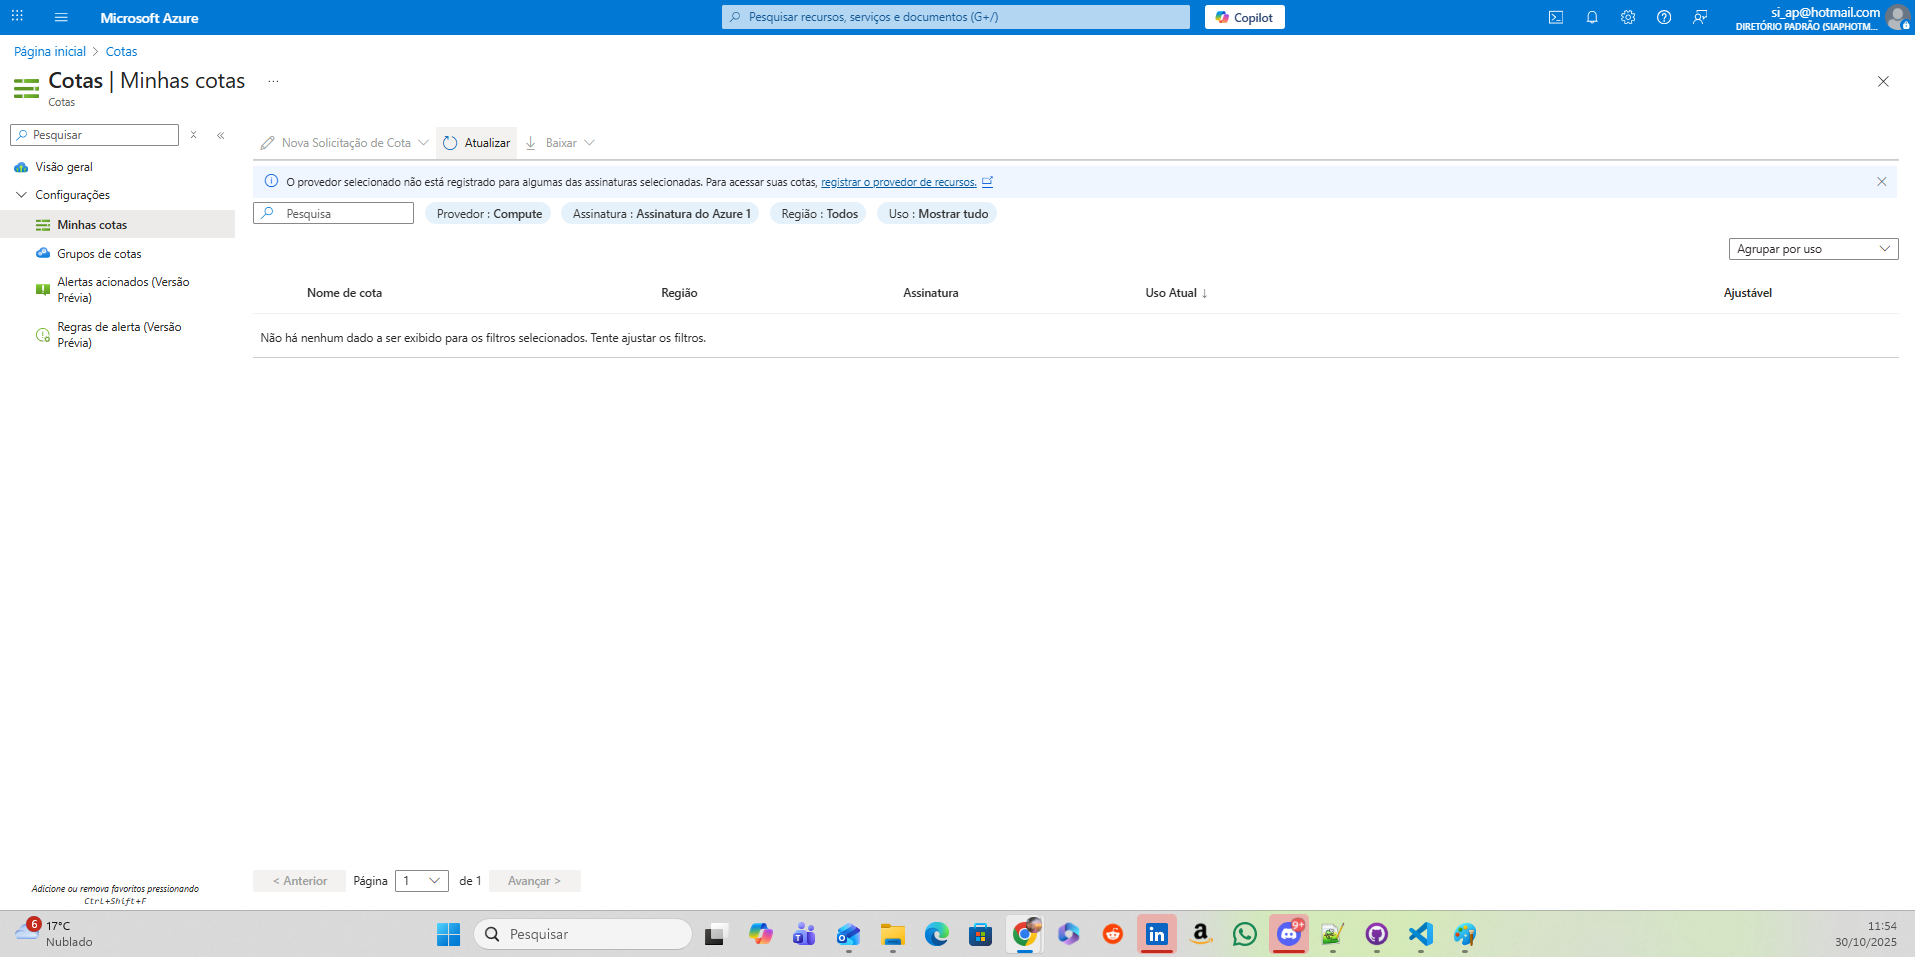 Microsoft Azure
Pesquisar recursos, serviços e documentos (G+/)
Copilot
si_ap@hotmail.com
DIRETÓRIO PADRÃO (SIAPHOTM...
Página inicial > Cotas
Cotas | Minhas cotas ...
Cotas
Pesquisar
Visão geral
Configurações
Minhas cotas
Grupos de cotas
Alertas acionados (Versão
Prévia)
Regras de alerta (Versão
Prévia)
Nova Solicitação de Cota
Atualizar
Baixar
O provedor selecionado não está registrado para algumas das assinaturas selecionadas. Para acessar suas cotas, registrar o provedor de recursos.
Pesquisa
Provedor : Compute
Assinatura : Assinatura do Azure 1
Região : Todos
Uso : Mostrar tudo
Agrupar por uso
Nome de cota
Região
Assinatura
Uso Atual ↓
Ajustável
Não há nenhum dado a ser exibido para os filtros selecionados. Tente ajustar os filtros.
< Anterior
Página
1
de 1
Avançar >
Adicione ou remova favoritos pressionando
Ctrl+Shift+F
6
17°C
Nublado
Pesquisar
9+
11:54
30/10/2025